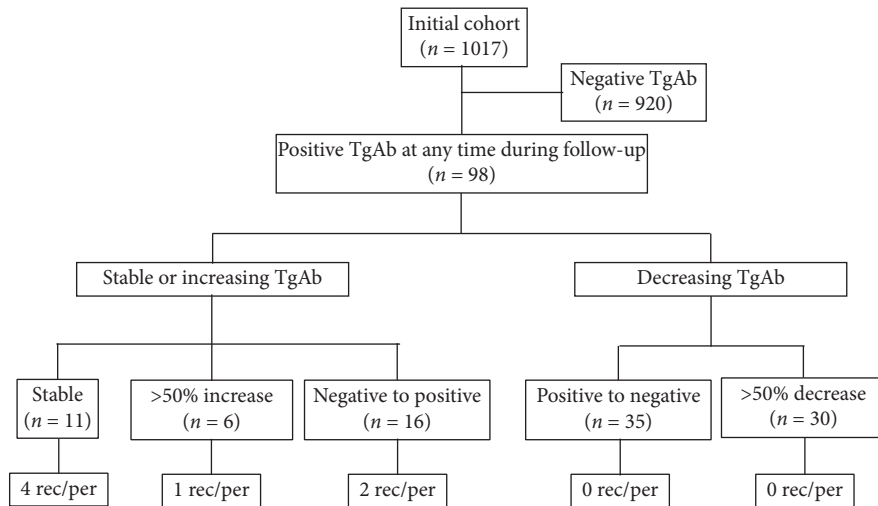 Initial cohort
(n = 1017)
Negative TgAb
(n = 920)
Positive TgAb at any time during follow-up
(n = 98)
Stable or increasing TgAb
Decreasing TgAb
Stable
(n = 11)
>50% increase
(n = 6)
Negative to positive
(n = 16)
Positive to negative
(n = 35)
>50% decrease
(n = 30)
4 rec/per
1 rec/per
2 rec/per
0 rec/per
0 rec/per